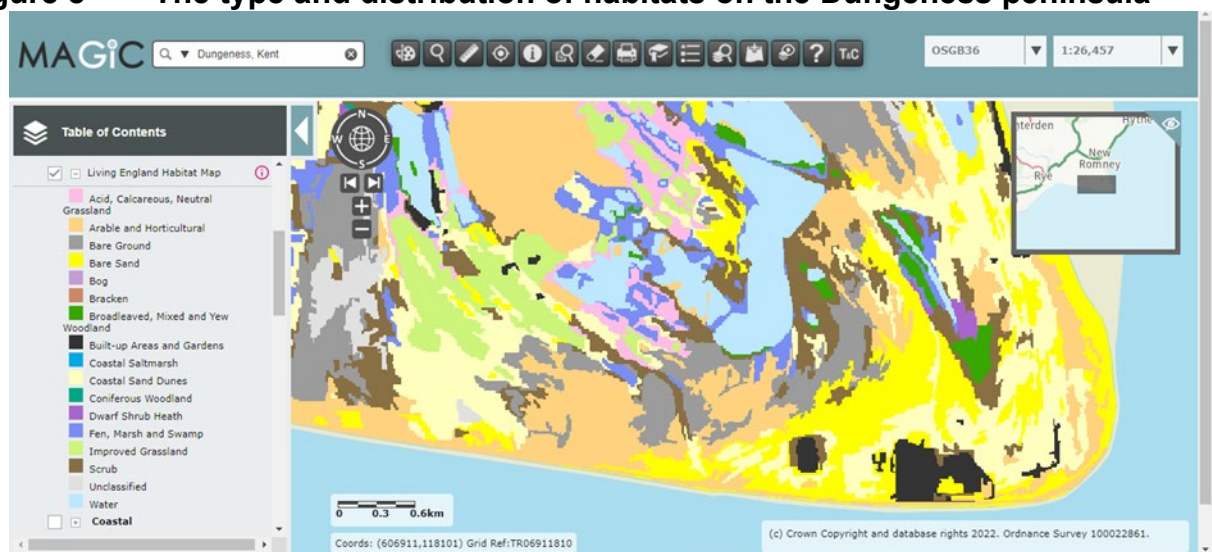 The type and distribution of habitats on the Dungeness peninsula
MAGiC
Dungeness, Kent
T&C
OSGB36
1:26,457
Table of Contents
Living England Habitat Map
Acid, Calcareous, Neutral
Grassland
Arable and Horticultural
Bare Ground
Bare Sand
Bog
Bracken
Broadleaved, Mixed and Yew
Woodland
Built-up Areas and Gardens
Coastal Saltmarsh
Coastal Sand Dunes
Coniferous Woodland
Dwarf Shrub Heath
Fen, Marsh and Swamp
Improved Grassland
Scrub
Unclassified
Water
Coastal
N
W
E
S
Hythe
New
Romney
Rye
0 0.3 0.6km
Coords: (606911,118101) Grid Ref:TR06911810
(c) Crown Copyright and database rights 2022. Ordnance Survey 100022861.